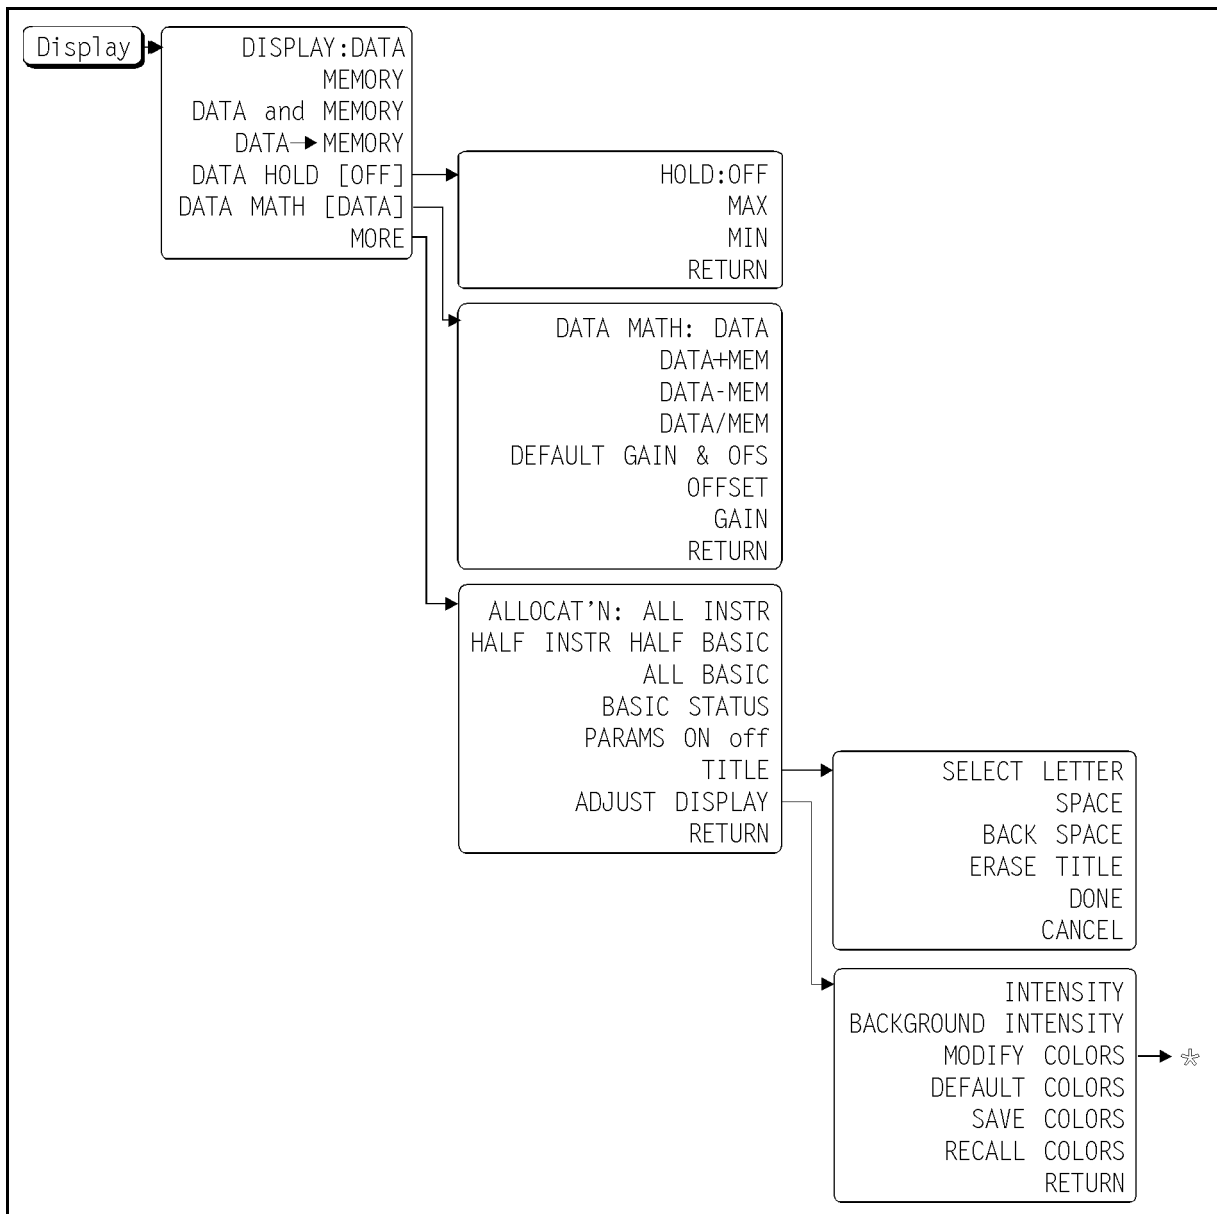 Display
DISPLAY:DATA
MEMORY
DATA and MEMORY
DATA→MEMORY
DATA HOLD [OFF]
DATA MATH [DATA]
MORE
HOLD:OFF
MAX
MIN
RETURN
DATA MATH: DATA
DATA+MEM
DATA-MEM
DATA/MEM
DEFAULT GAIN & OFS
OFFSET
GAIN
RETURN
ALLOCAT'N: ALL INSTR
HALF INSTR HALF BASIC
ALL BASIC
BASIC STATUS
PARAMS ON off
TITLE
ADJUST DISPLAY
RETURN
SELECT LETTER
SPACE
BACK SPACE
ERASE TITLE
DONE
CANCEL
INTENSITY
BACKGROUND INTENSITY
MODIFY COLORS
*
DEFAULT COLORS
SAVE COLORS
RECALL COLORS
RETURN